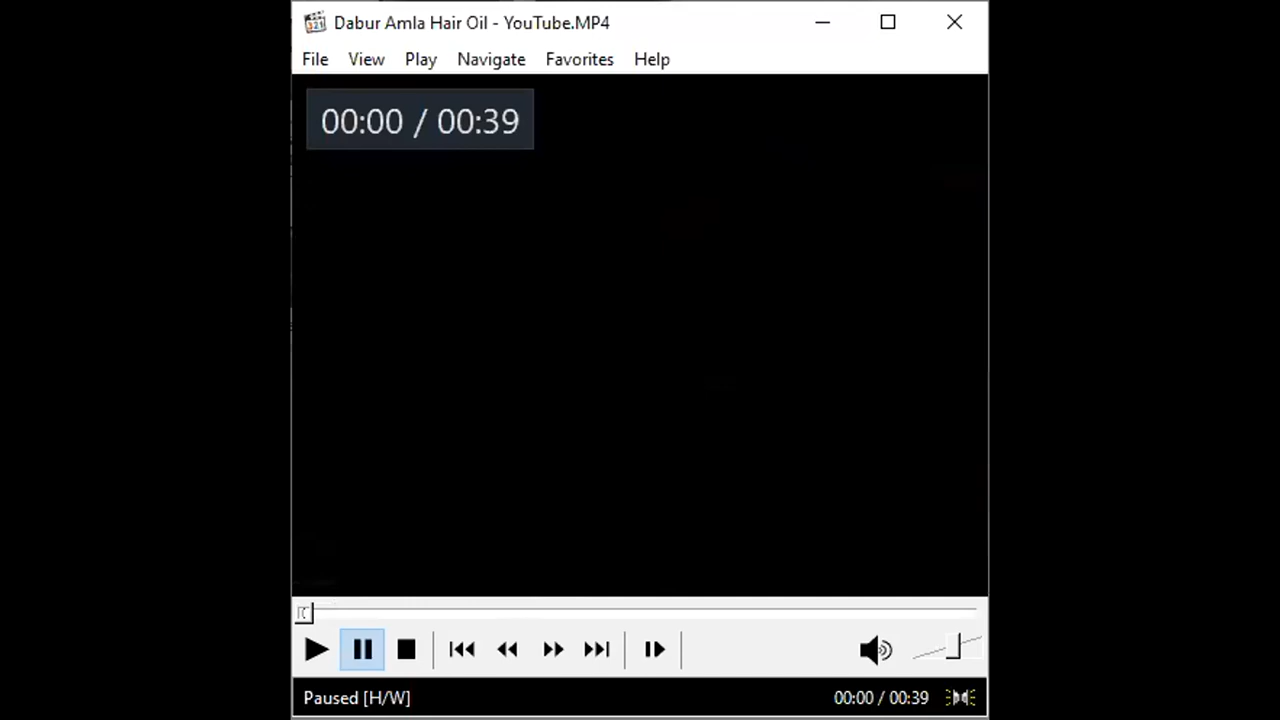 Dabur Amla Hair Oil - YouTube.MP4
File View Play Navigate Favorites Help
00:00 / 00:39
Paused [H/W]
00:00 / 00:39